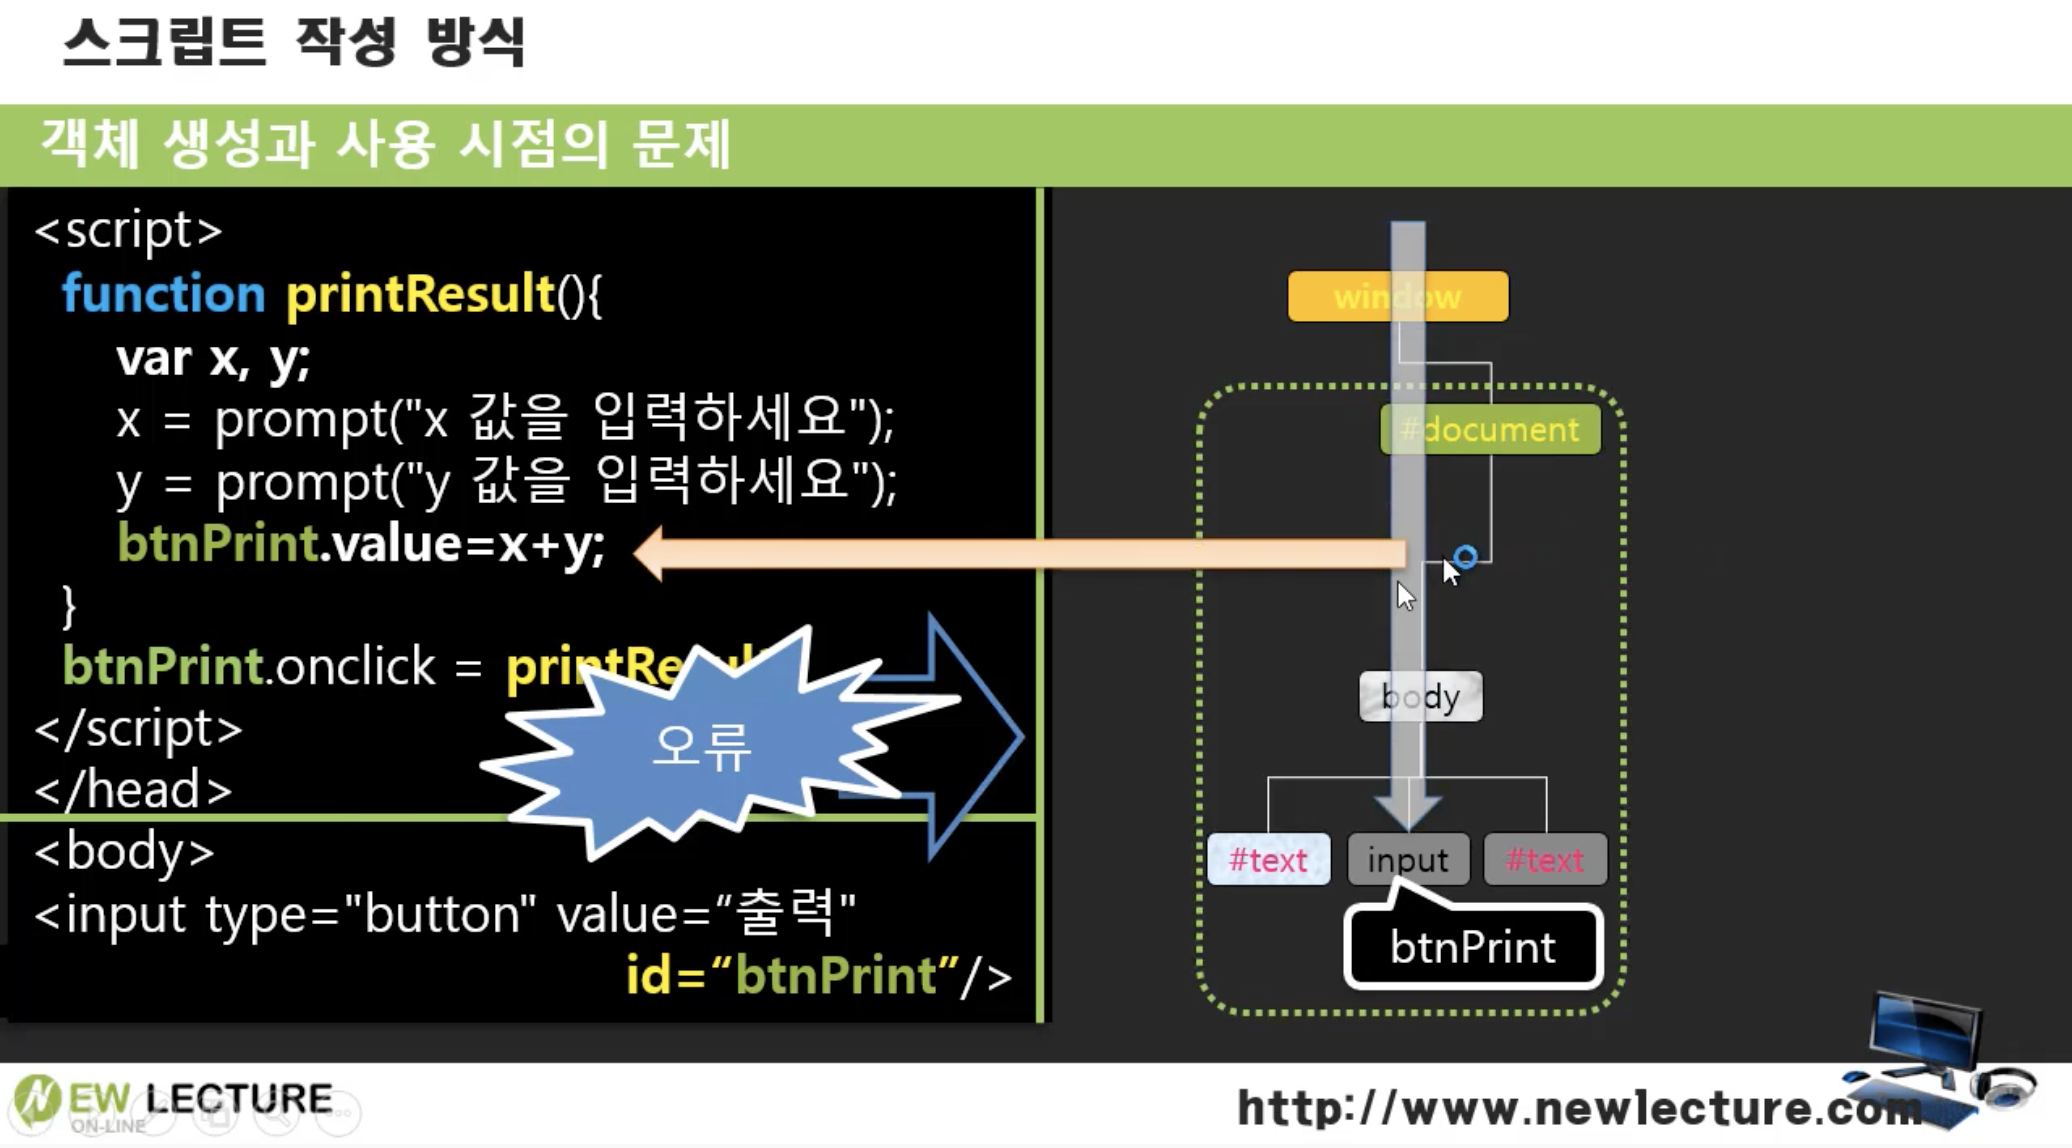 스크립트 작성 방식
객체 생성과 사용 시점의 문제
<script>
function printResult(){
var x, y;
x = prompt("x 값을 입력하세요");
y = prompt("y 값을 입력하세요");
btnPrint.value=x+y;
}
btnPrint.onclick = printResul
오류
</script>
</head>
<body>
<input type="button" value=“출력"
id=“btnPrint”/>
window
#document
body
#text
input
#text
btnPrint
NEW LECTURE
ON-LINE
http://www.newlecture.com